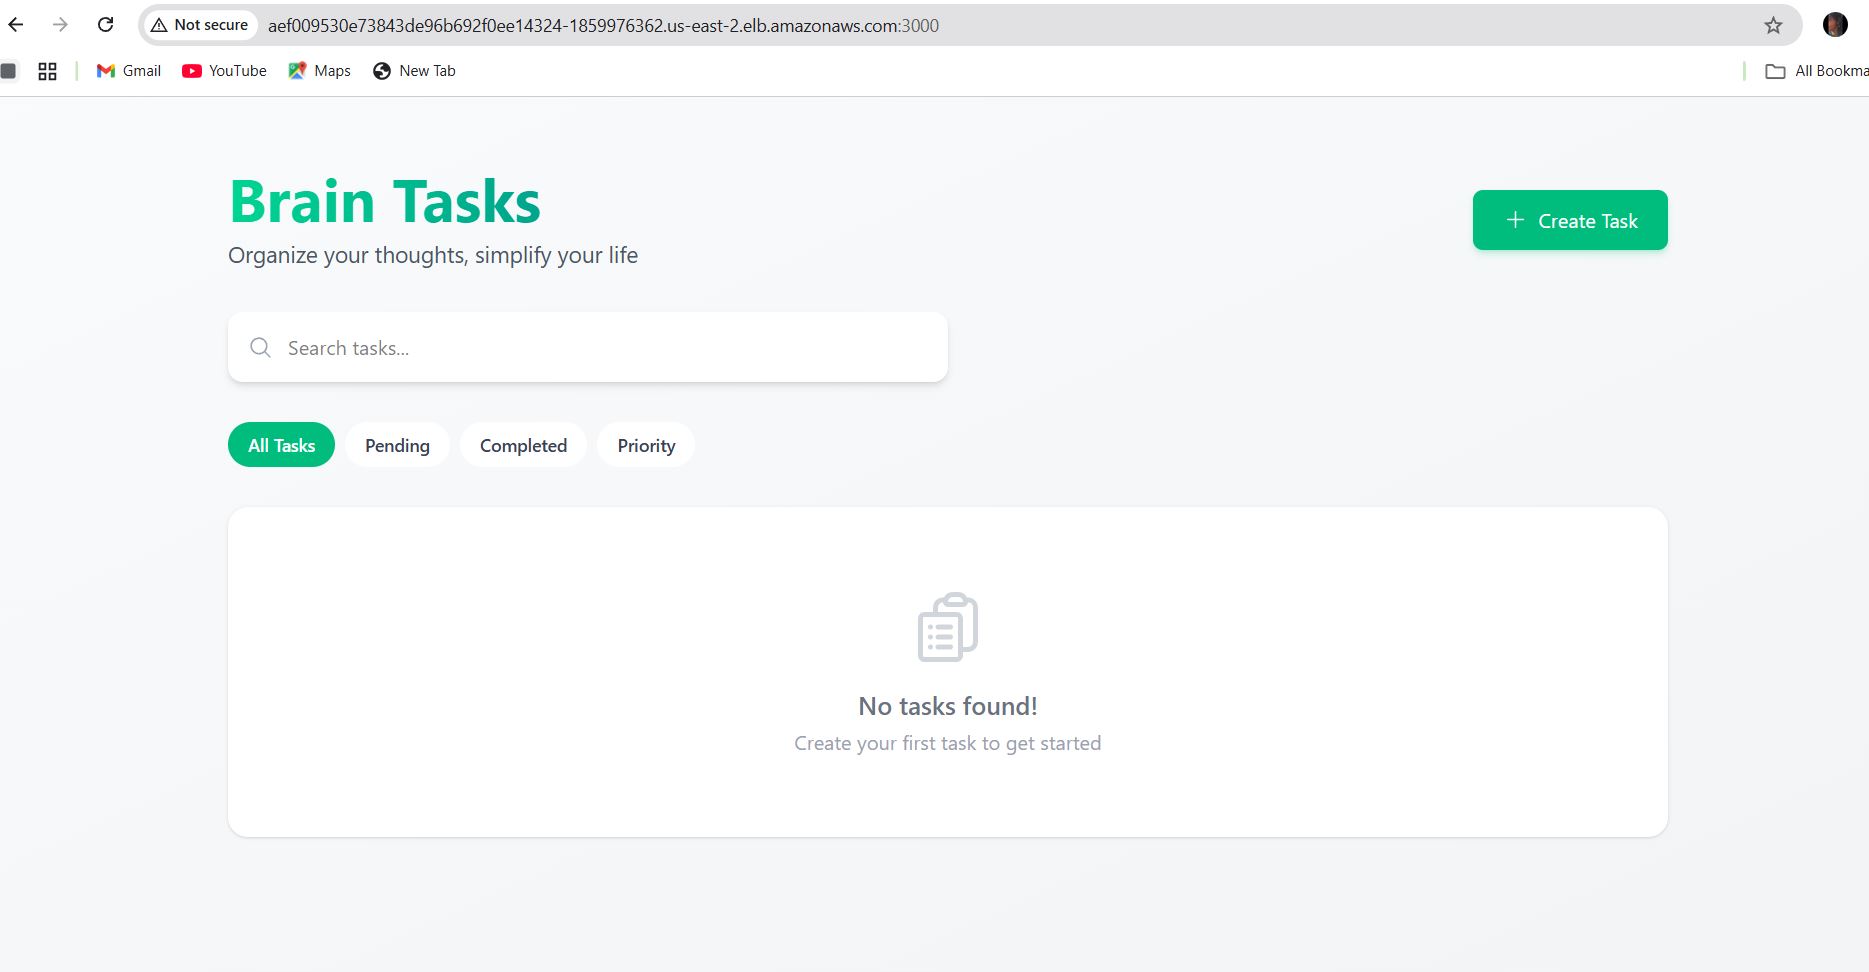 Not secure aef009530e73843de96b692f0ee14324-1859976362.us-east-2.elb.amazonaws.com:3000
Gmail YouTube Maps New Tab All Bookma
Brain Tasks
Organize your thoughts, simplify your life
Create Task
Search tasks...
All Tasks Pending Completed Priority
No tasks found!
Create your first task to get started